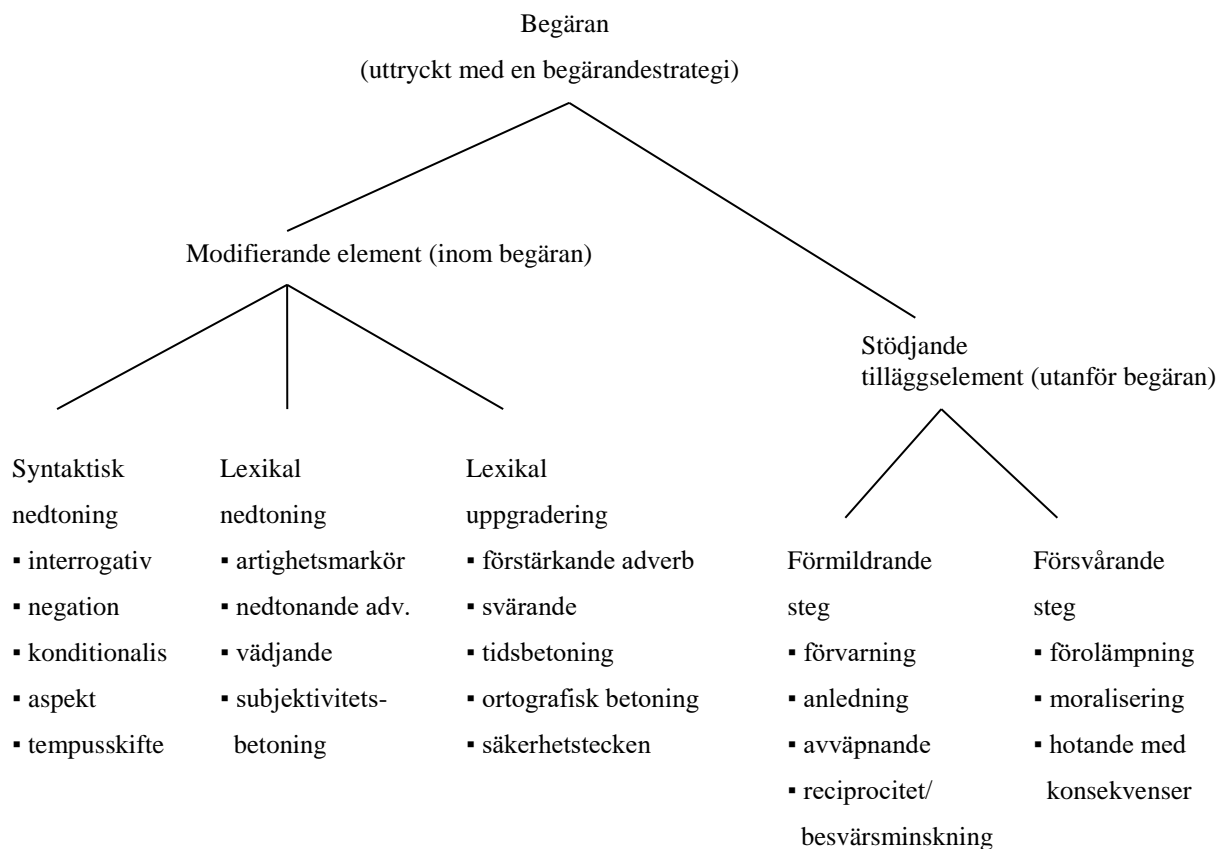 Begäran
(uttryckt med en begärandestrategi)
Modifierande element (inom begäran)
Stödjande
tilläggselement (utanför begäran)
Syntaktisk
nedtoning
▪ interrogativ
▪ negation
▪ konditionalis
▪ aspekt
▪ tempusskifte
Lexikal
nedtoning
▪ artighetsmarkör
▪ nedtonande adv.
▪ vädjande
▪ subjektivitets-
betoning
Lexikal
uppgradering
▪ förstärkande adverb
▪ svärande
▪ tidsbetoning
▪ ortografisk betoning
▪ säkerhetstecken
Förmildrande
steg
▪ förvarning
▪ anledning
▪ avväpnande
▪ reciprocitet/
besvärsminskning
Försvårande
steg
▪ förolämpning
▪ moralisering
▪ hotande med
konsekvenser